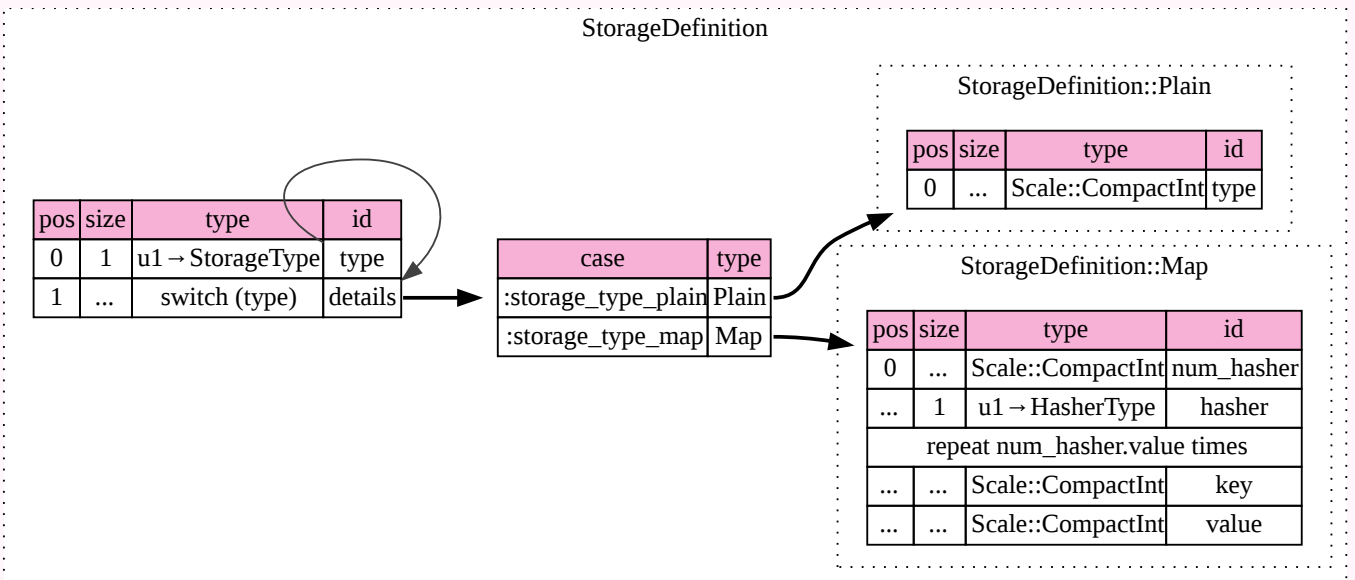 StorageDefinition
StorageDefinition::Plain
pos size type id
0 ... Scale::CompactInt type
pos size type id
0 1 u1→StorageType type
1 ... switch (type) details
case type
:storage_type_plain Plain
:storage_type_map Map
StorageDefinition::Map
pos size type id
0 ... Scale::CompactInt num_hasher
... 1 u1→HasherType hasher
repeat num_hasher.value times
... ... Scale::CompactInt key
... ... Scale::CompactInt value